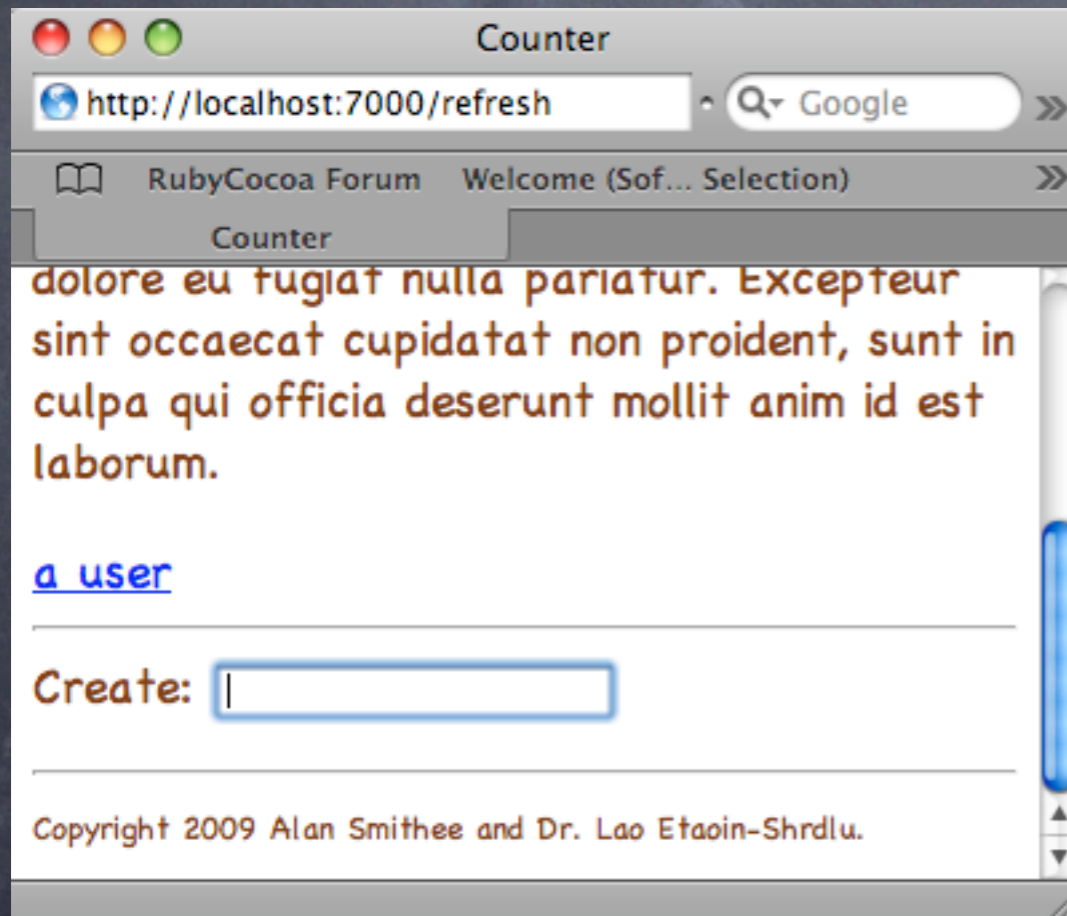 Counter
http://localhost:7000/refresh
Google
RubyCocoa Forum Welcome (Sof... Selection)
Counter
dolore eu fugiat nulla pariatur. Excepteur
sint occaecat cupidatat non proident, sunt in
culpa qui officia deserunt mollit anim id est
laborum.
a user
Create:
Copyright 2009 Alan Smithee and Dr. Lao Etaoin-Shrdlu.